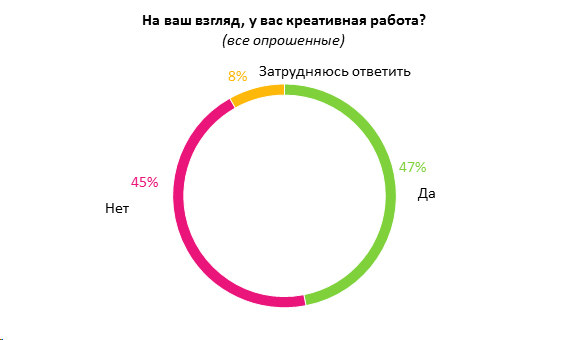 На ваш взгляд, у вас креативная работа?
(все опрошенные)
8% Затрудняюсь ответить
47%
Да
45%
Нет